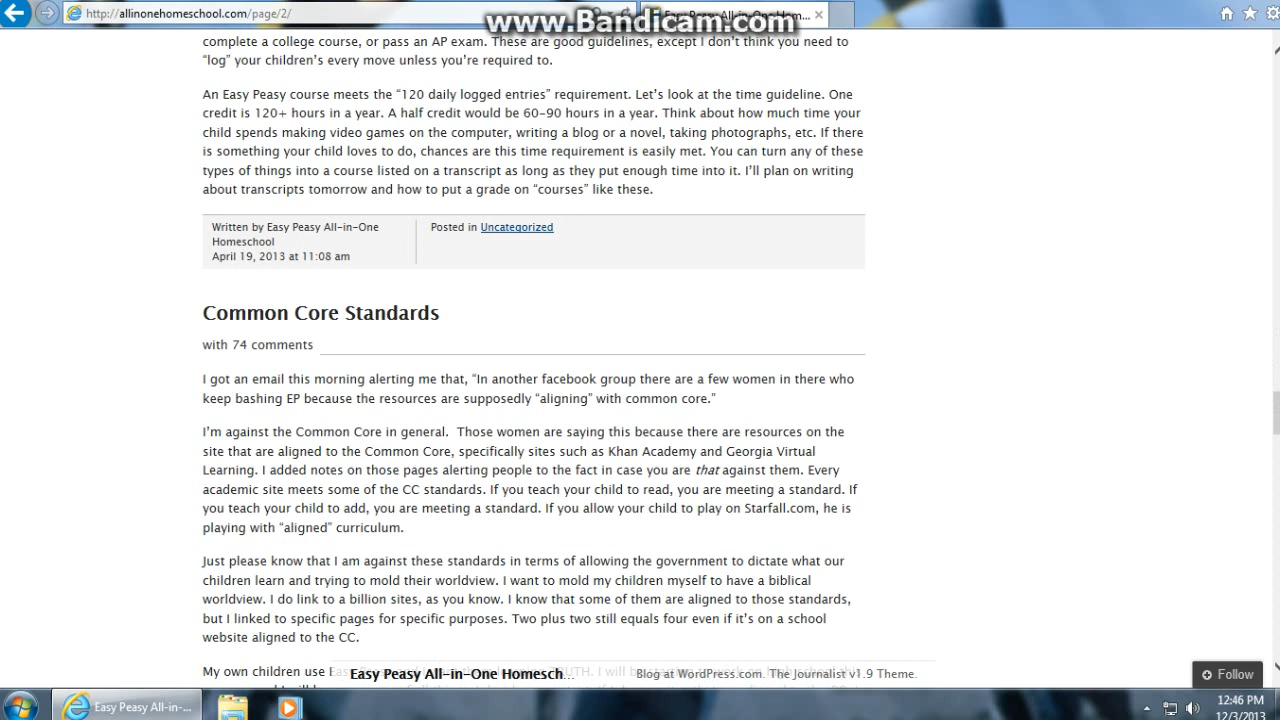 http://allinonehomeschool.com/page/2/
Easy Peasy All-in-One Hom...
www.Bandicam.com
complete a college course, or pass an AP exam. These are good guidelines, except I don't think you need to
“log” your children's every move unless you're required to.
An Easy Peasy course meets the “120 daily logged entries” requirement. Let's look at the time guideline. One
credit is 120+ hours in a year. A half credit would be 60-90 hours in a year. Think about how much time your
child spends making video games on the computer, writing a blog or a novel, taking photographs, etc. If there
is something your child loves to do, chances are this time requirement is easily met. You can turn any of these
types of things into a course listed on a transcript as long as they put enough time into it. I'll plan on writing
about transcripts tomorrow and how to put a grade on “courses” like these.
Written by Easy Peasy All-in-One
Homeschool
April 19, 2013 at 11:08 am
Posted in Uncategorized
Common Core Standards
with 74 comments
I got an email this morning alerting me that, “In another facebook group there are a few women in there who
keep bashing EP because the resources are supposedly “aligning” with common core.”
I'm against the Common Core in general.  Those women are saying this because there are resources on the
site that are aligned to the Common Core, specifically sites such as Khan Academy and Georgia Virtual
Learning. I added notes on those pages alerting people to the fact in case you are that against them. Every
academic site meets some of the CC standards. If you teach your child to read, you are meeting a standard. If
you teach your child to add, you are meeting a standard. If you allow your child to play on Starfall.com, he is
playing with “aligned” curriculum.
Just please know that I am against these standards in terms of allowing the government to dictate what our
children learn and trying to mold their worldview. I want to mold my children myself to have a biblical
worldview. I do link to a billion sites, as you know. I know that some of them are aligned to those standards,
but I linked to specific pages for specific purposes. Two plus two still equals four even if it's on a school
website aligned to the CC.
My own children use
Easy Peasy All-in-One Homesch...
Blog at WordPress.com. The Journalist v1.9 Theme.
Follow
Easy Peasy All-in-...
12:46 PM
12/3/2013